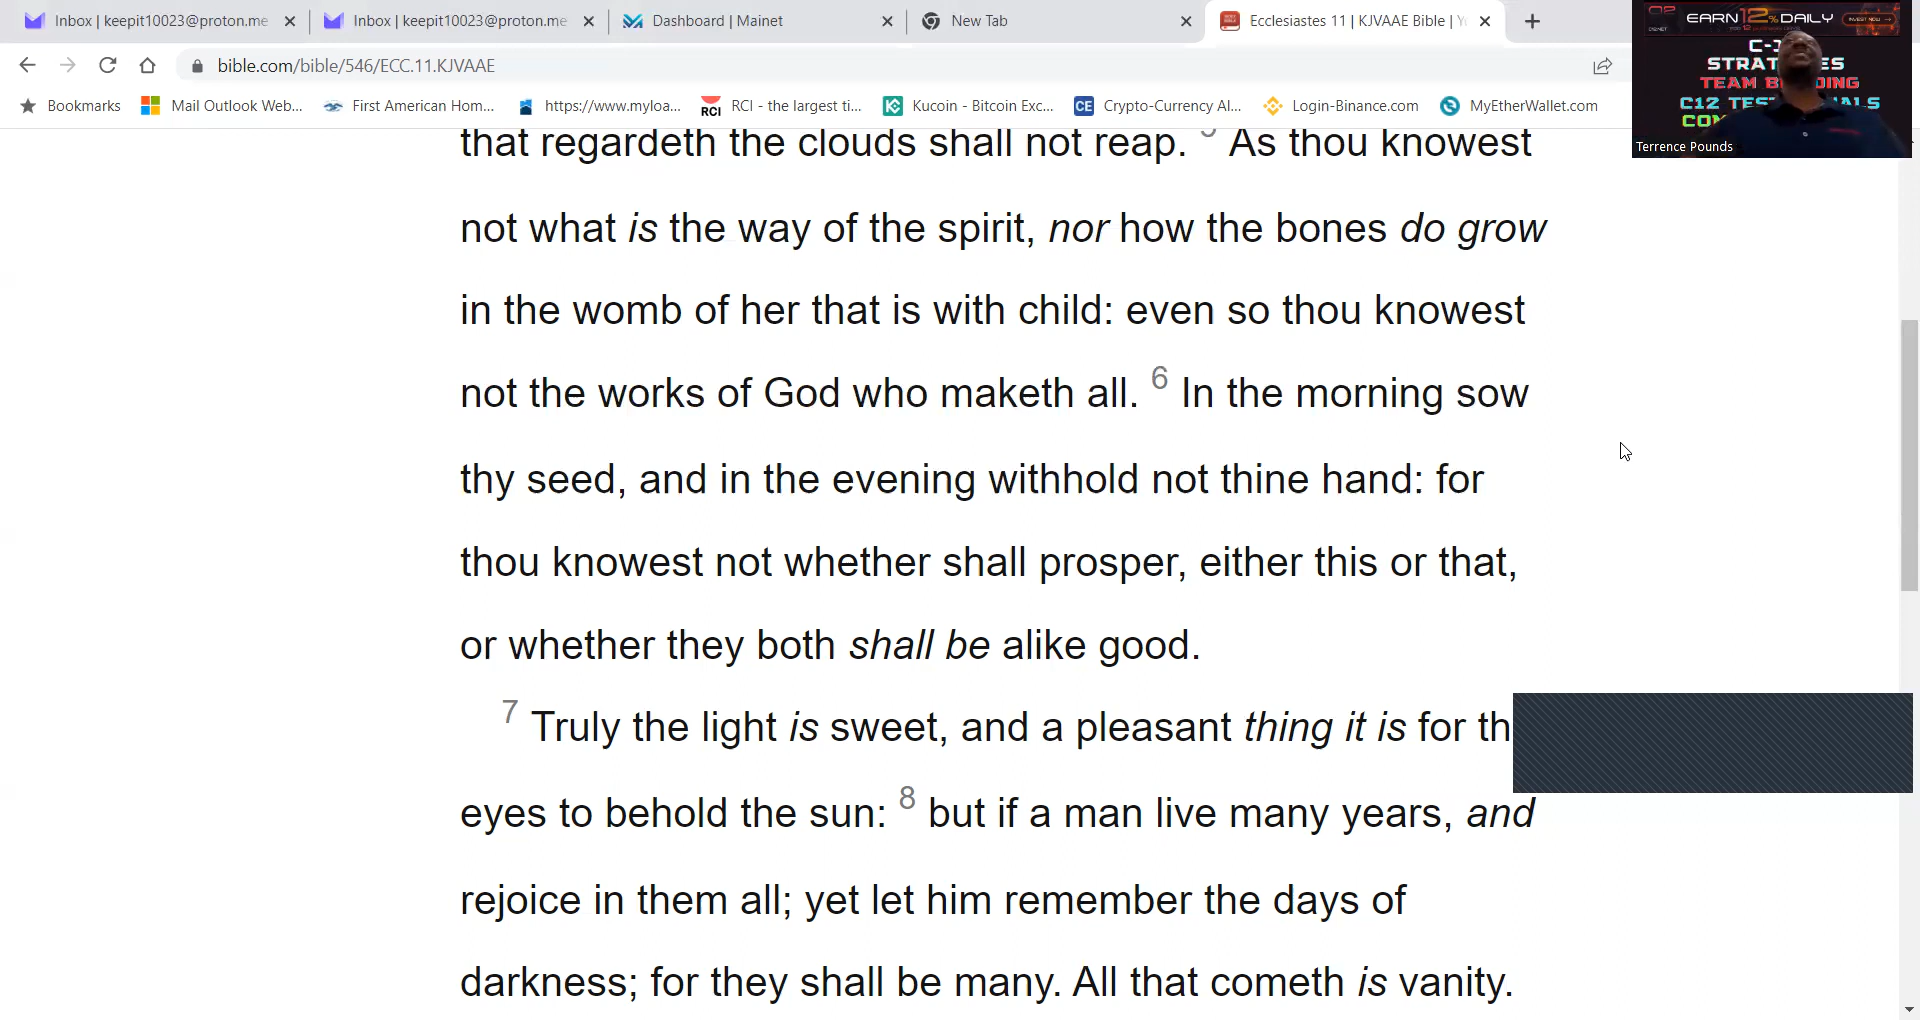 Inbox | keepit10023@proton.me
Inbox | keepit10023@proton.me
Dashboard | Mainet
New Tab
Ecclesiastes 11 | KJVAAE Bible | Yo
bible.com/bible/546/ECC.11.KJVAAE
Bookmarks
Mail Outlook Web...
First American Hom...
https://www.myloa...
RCI - the largest ti...
Kucoin - Bitcoin Exc...
Crypto-Currency AI...
Login-Binance.com
MyEtherWallet.com
EARN 12% DAILY
INVEST NOW
TEAM
C12
Terrence Pounds
that regardeth the clouds shall not reap. 5 As thou knowest
not what is the way of the spirit, nor how the bones do grow
in the womb of her that is with child: even so thou knowest
not the works of God who maketh all. 6 In the morning sow
thy seed, and in the evening withhold not thine hand: for
thou knowest not whether shall prosper, either this or that,
or whether they both shall be alike good.
7 Truly the light is sweet, and a pleasant thing it is for th
eyes to behold the sun: 8 but if a man live many years, and
rejoice in them all; yet let him remember the days of
darkness; for they shall be many. All that cometh is vanity.